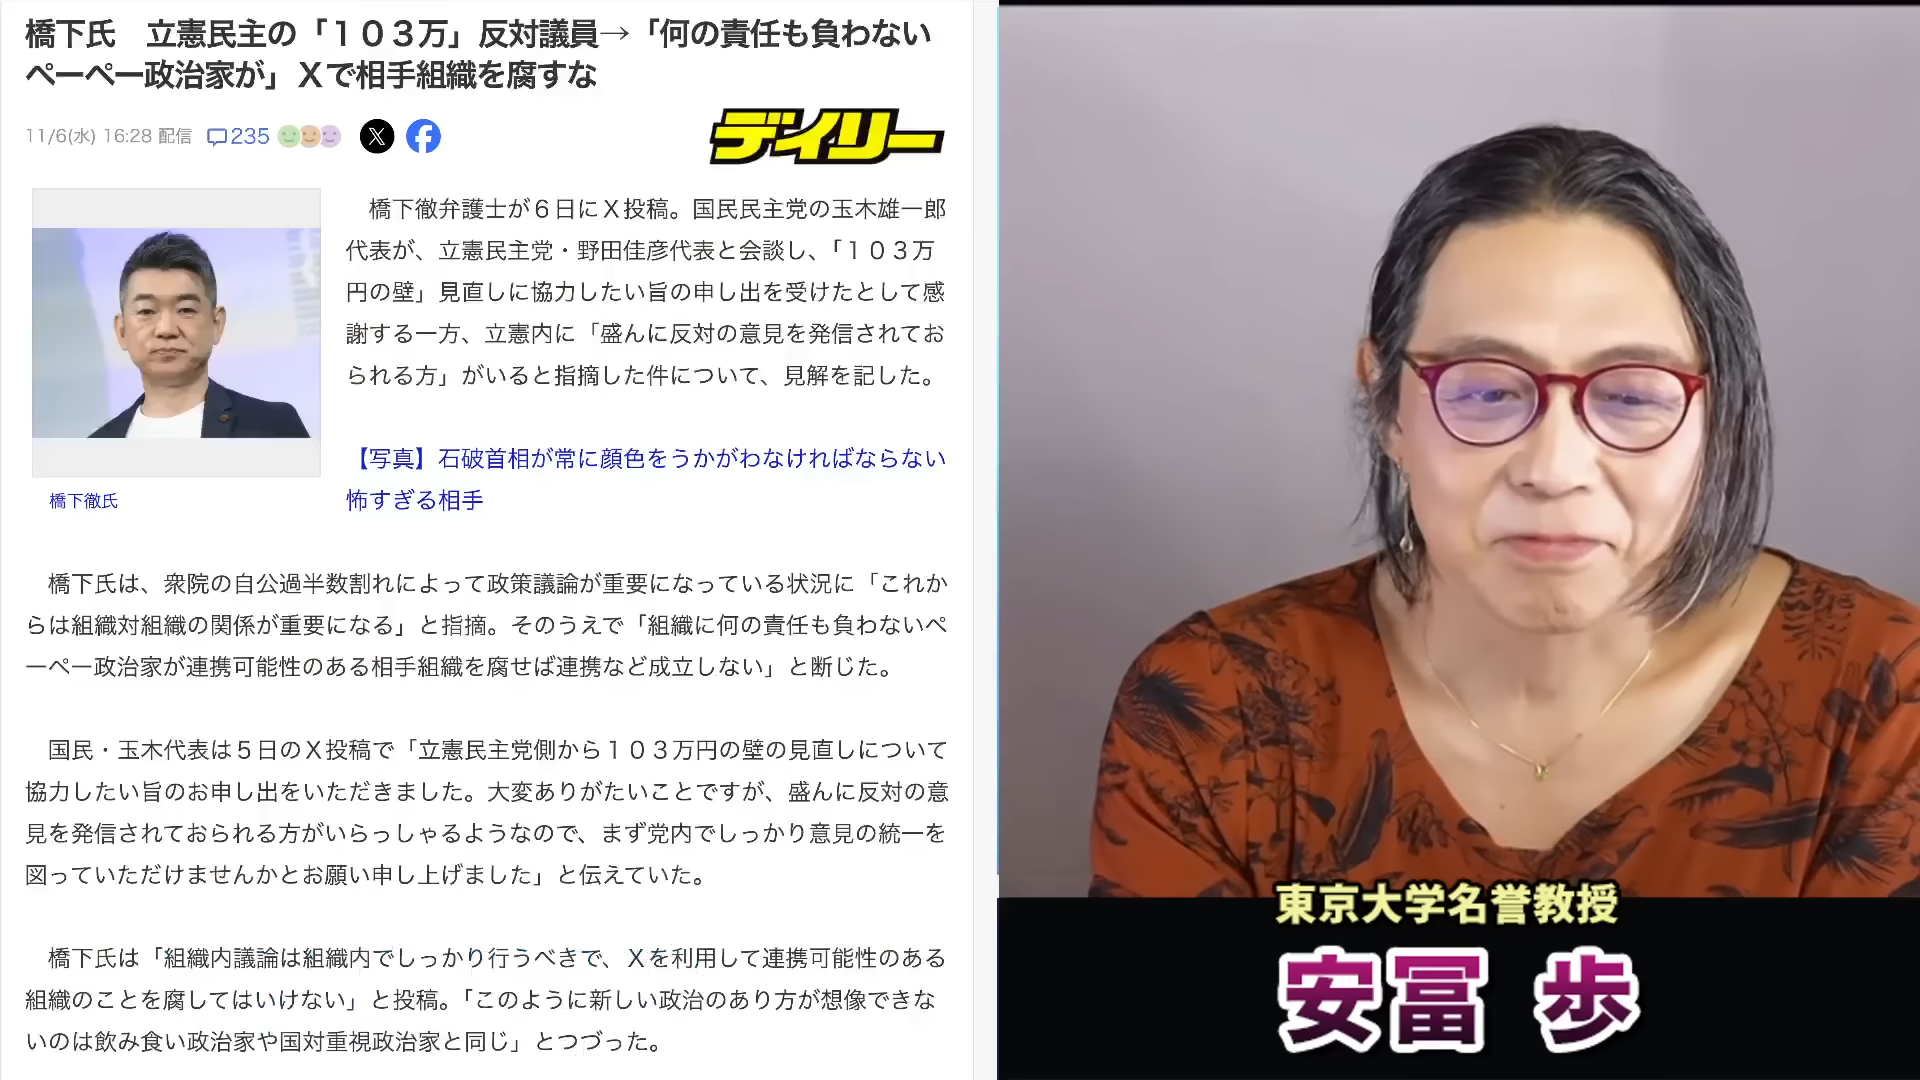 橋下氏　立憲民主の「１０３万」反対議員→「何の責任も負わない
ペーペー政治家が」Ｘで相手組織を腐すな
11/6(水) 16:28 配信 235
デイリー
橋下徹弁護士が６日にＸ投稿。国民民主党の玉木雄一郎
代表が、立憲民主党・野田佳彦代表と会談し、「１０３万
円の壁」見直しに協力したい旨の申し出を受けたとして感
謝する一方、立憲内に「盛んに反対の意見を発信されてお
られる方」がいると指摘した件について、見解を記した。
【写真】石破首相が常に顔色をうかがわなければならない
怖すぎる相手
橋下徹氏
橋下氏は、衆院の自公過半数割れによって政策議論が重要になっている状況に「これか
らは組織対組織の関係が重要になる」と指摘。そのうえで「組織に何の責任も負わないペ
ーペー政治家が連携可能性のある相手組織を腐せば連携など成立しない」と断じた。
国民・玉木代表は５日のＸ投稿で「立憲民主党側から１０３万円の壁の見直しについて
協力したい旨のお申し出をいただきました。大変ありがたいことですが、盛んに反対の意
見を発信されておられる方がいらっしゃるようなので、まず党内でしっかり意見の統一を
図っていただけませんかとお願い申し上げました」と伝えていた。
橋下氏は「組織内議論は組織内でしっかり行うべきで、Ｘを利用して連携可能性のある
組織のことを腐してはいけない」と投稿。「このように新しい政治のあり方が想像できな
いのは飲み食い政治家や国対重視政治家と同じ」とつづった。
東京大学名誉教授
安冨 歩